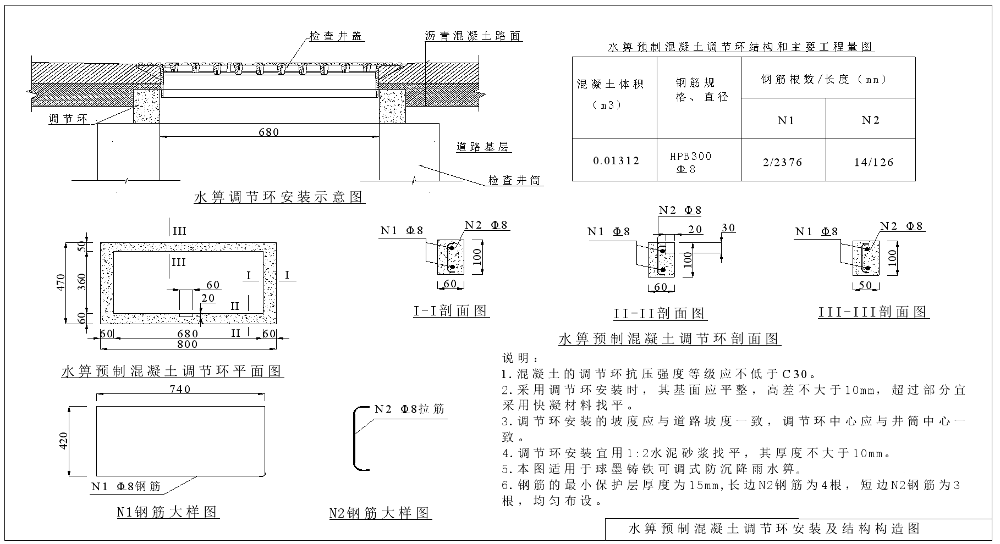 检查井盖
沥青混凝土路面
调节环
680
道路基层
检查井筒
水箅调节环安装示意图
水箅预制混凝土调节环结构和主要工程量图
混凝土体积
（m3）
钢筋规
格、直径
钢筋根数/长度（mm）
N1
N2
0.01312
HPB300
Φ8
2/2376
14/126
III
III
I
I
II
II
50
360
60
470
60
20
60
680
60
800
水箅预制混凝土调节环平面图
N1 Φ8
N2 Φ8
100
60
I-I剖面图
N2 Φ8
N1 Φ8
20
30
100
60
II-II剖面图
N1 Φ8
N2 Φ8
100
50
III-III剖面图
水箅预制混凝土调节环剖面图
740
420
N1 Φ8钢筋
N1钢筋大样图
N2 Φ8拉筋
N2钢筋大样图
说明：
1.混凝土的调节环抗压强度等级应不低于C30。
2.采用调节环安装时，其基面应平整，高差不大于10mm，超过部分宜
采用快凝材料找平。
3.调节环安装的坡度应与道路坡度一致，调节环中心应与井筒中心一
致。
4.调节环安装宜用1:2水泥砂浆找平，其厚度不大于10mm。
5.本图适用于球墨铸铁可调式防沉降雨水箅。
6.钢筋的最小保护层厚度为15mm,长边N2钢筋为4根，短边N2钢筋为3
根，均匀布设。
水箅预制混凝土调节环安装及结构构造图